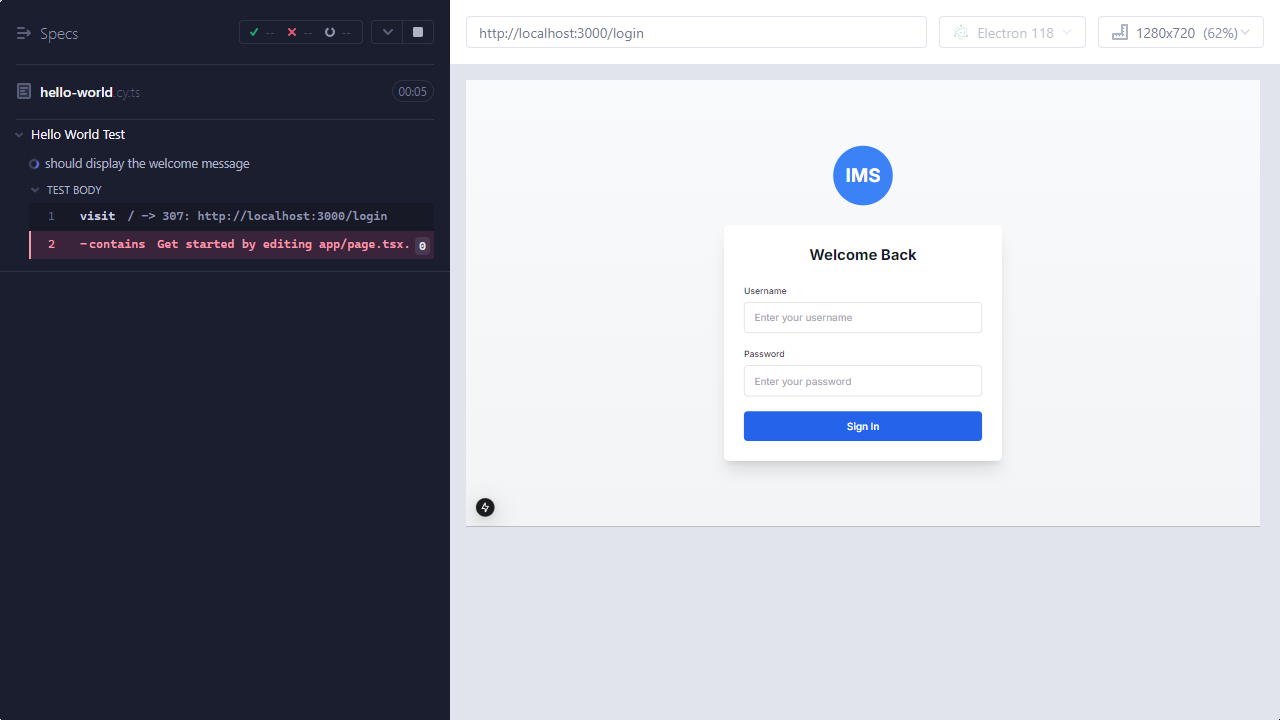 Specs
--
--
--
hello-world.cy.ts
00:05
Hello World Test
should display the welcome message
TEST BODY
1 visit / -> 307: http://localhost:3000/login
2 -contains Get started by editing app/page.tsx. 0
http://localhost:3000/login
Electron 118
1280x720 (62%)
IMS
Welcome Back
Username
Enter your username
Password
Enter your password
Sign In